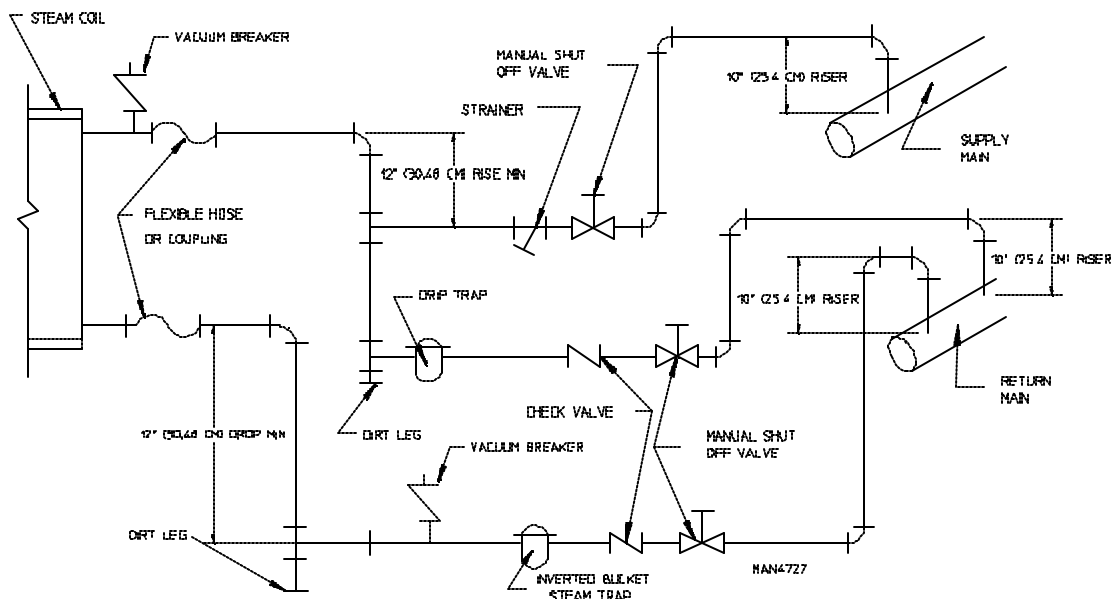 STEAM COIL
VACUUM BREAKER
MANUAL SHUT
OFF VALVE
STRAINER
10" (25.4 CM) RISER
SUPPLY
MAIN
12" (30.48 CM) RISE MIN
FLEXIBLE HOSE
OR COUPLING
10" (25.4 CM) RISER
10" (25.4 CM) RISER
DRIP TRAP
RETURN
MAIN
CHECK VALVE
DIRT LEG
12" (30.48 CM) DROP MIN
MANUAL SHUT
OFF VALVE
VACUUM BREAKER
DIRT LEG
MAN4727
INVERTED BUCKET
STEAM TRAP